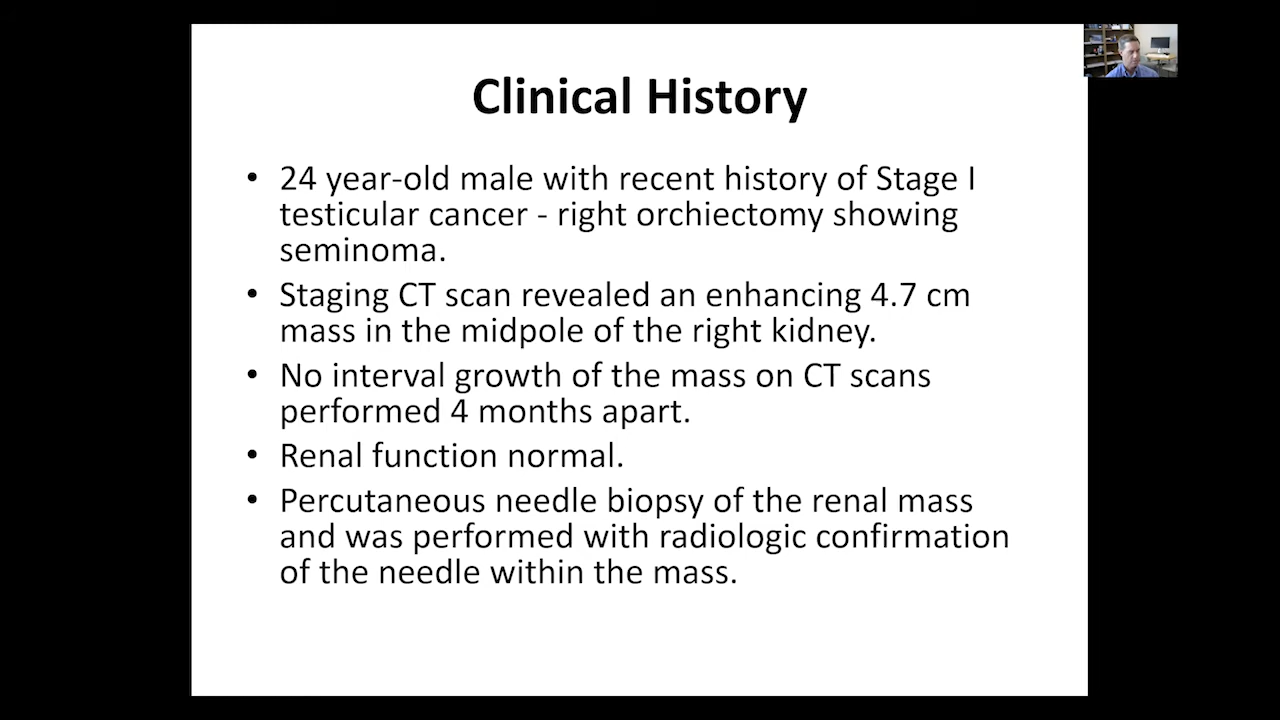 Clinical History
• 24 year-old male with recent history of Stage I
testicular cancer - right orchiectomy showing
seminoma.
• Staging CT scan revealed an enhancing 4.7 cm
mass in the midpole of the right kidney.
• No interval growth of the mass on CT scans
performed 4 months apart.
• Renal function normal.
• Percutaneous needle biopsy of the renal mass
and was performed with radiologic confirmation
of the needle within the mass.